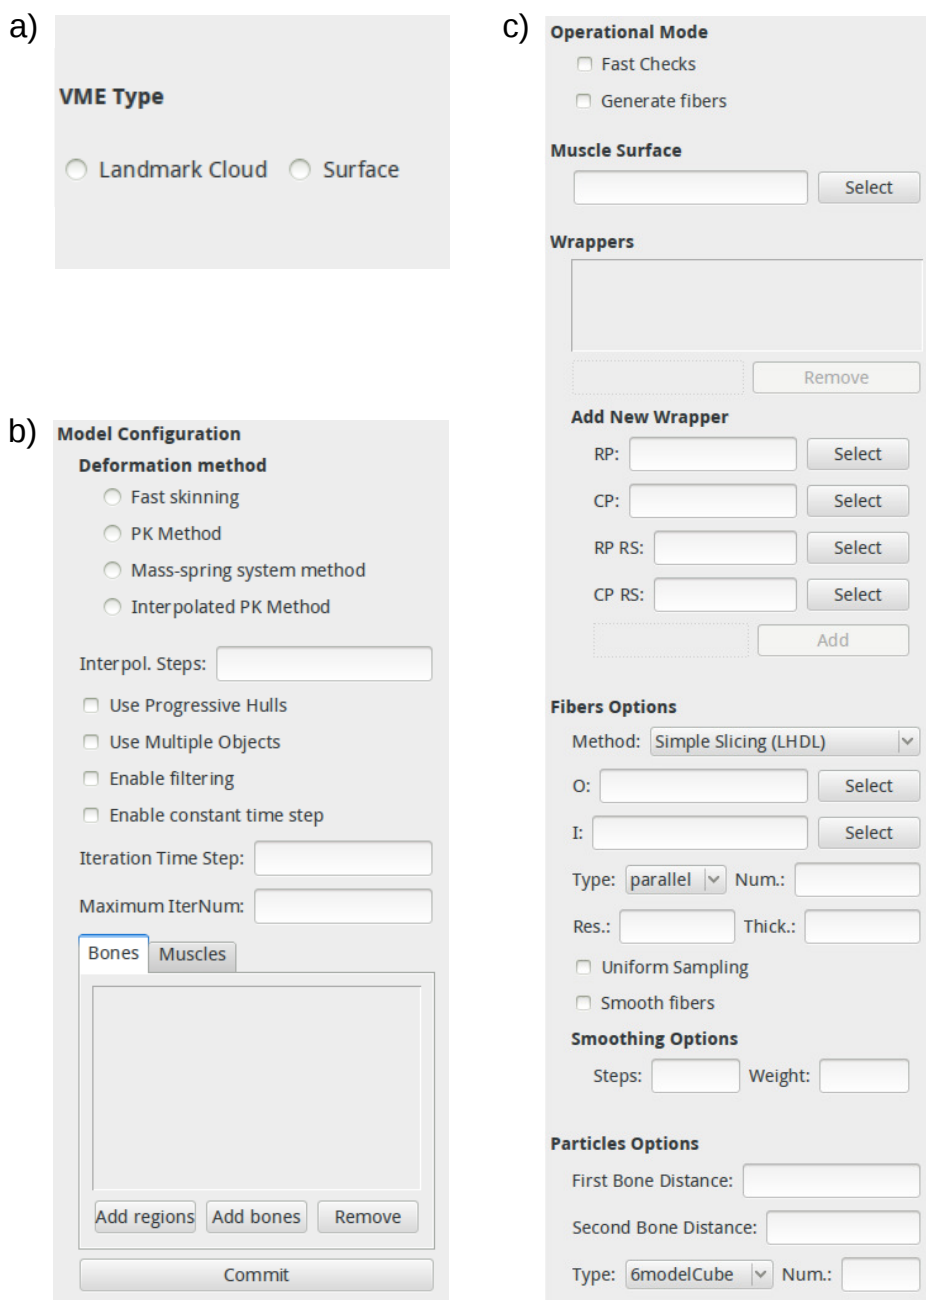 a)
VME Type
Landmark Cloud Surface
b)
Model Configuration
Deformation method
Fast skinning
PK Method
Mass-spring system method
Interpolated PK Method
Interpol. Steps:
Use Progressive Hulls
Use Multiple Objects
Enable filtering
Enable constant time step
Iteration Time Step:
Maximum IterNum:
Bones Muscles
Add regions Add bones Remove
Commit
c)
Operational Mode
Fast Checks
Generate fibers
Muscle Surface
Select
Wrappers
Remove
Add New Wrapper
RP: Select
CP: Select
RP RS: Select
CP RS: Select
Add
Fibers Options
Method: Simple Slicing (LHDL)
O: Select
I: Select
Type: parallel Num.:
Res.: Thick.:
Uniform Sampling
Smooth fibers
Smoothing Options
Steps: Weight:
Particles Options
First Bone Distance:
Second Bone Distance:
Type: 6modelCube Num.: